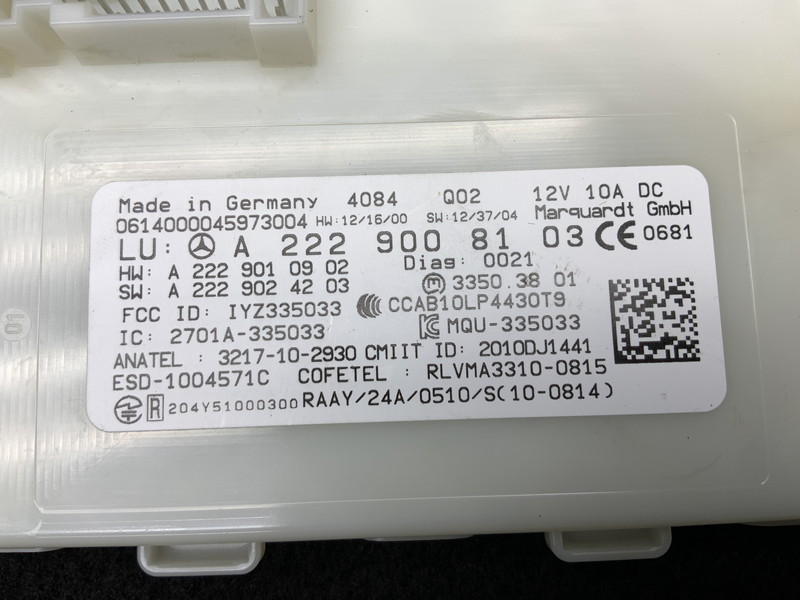 Made in Germany 4084 Q02 12V 10A DC
0614000045973004 HW:12/16/00 SW:12/37/04 Marquardt GmbH
LU: A 222 900 81 03 CE 0681
HW: A 222 901 09 02 Diag: 0021
SW: A 222 902 42 03 M 3350.38 01
FCC ID: IYZ335033 CCAB10LP4430T9
IC: 2701A-335033 MQU-335033
ANATEL : 3217-10-2930 CMIIT ID: 2010DJ1441
ESD-1004571C COFETEL : RLVMA3310-0815
R 204Y51000300 RAAY/24A/0510/S(10-0814)